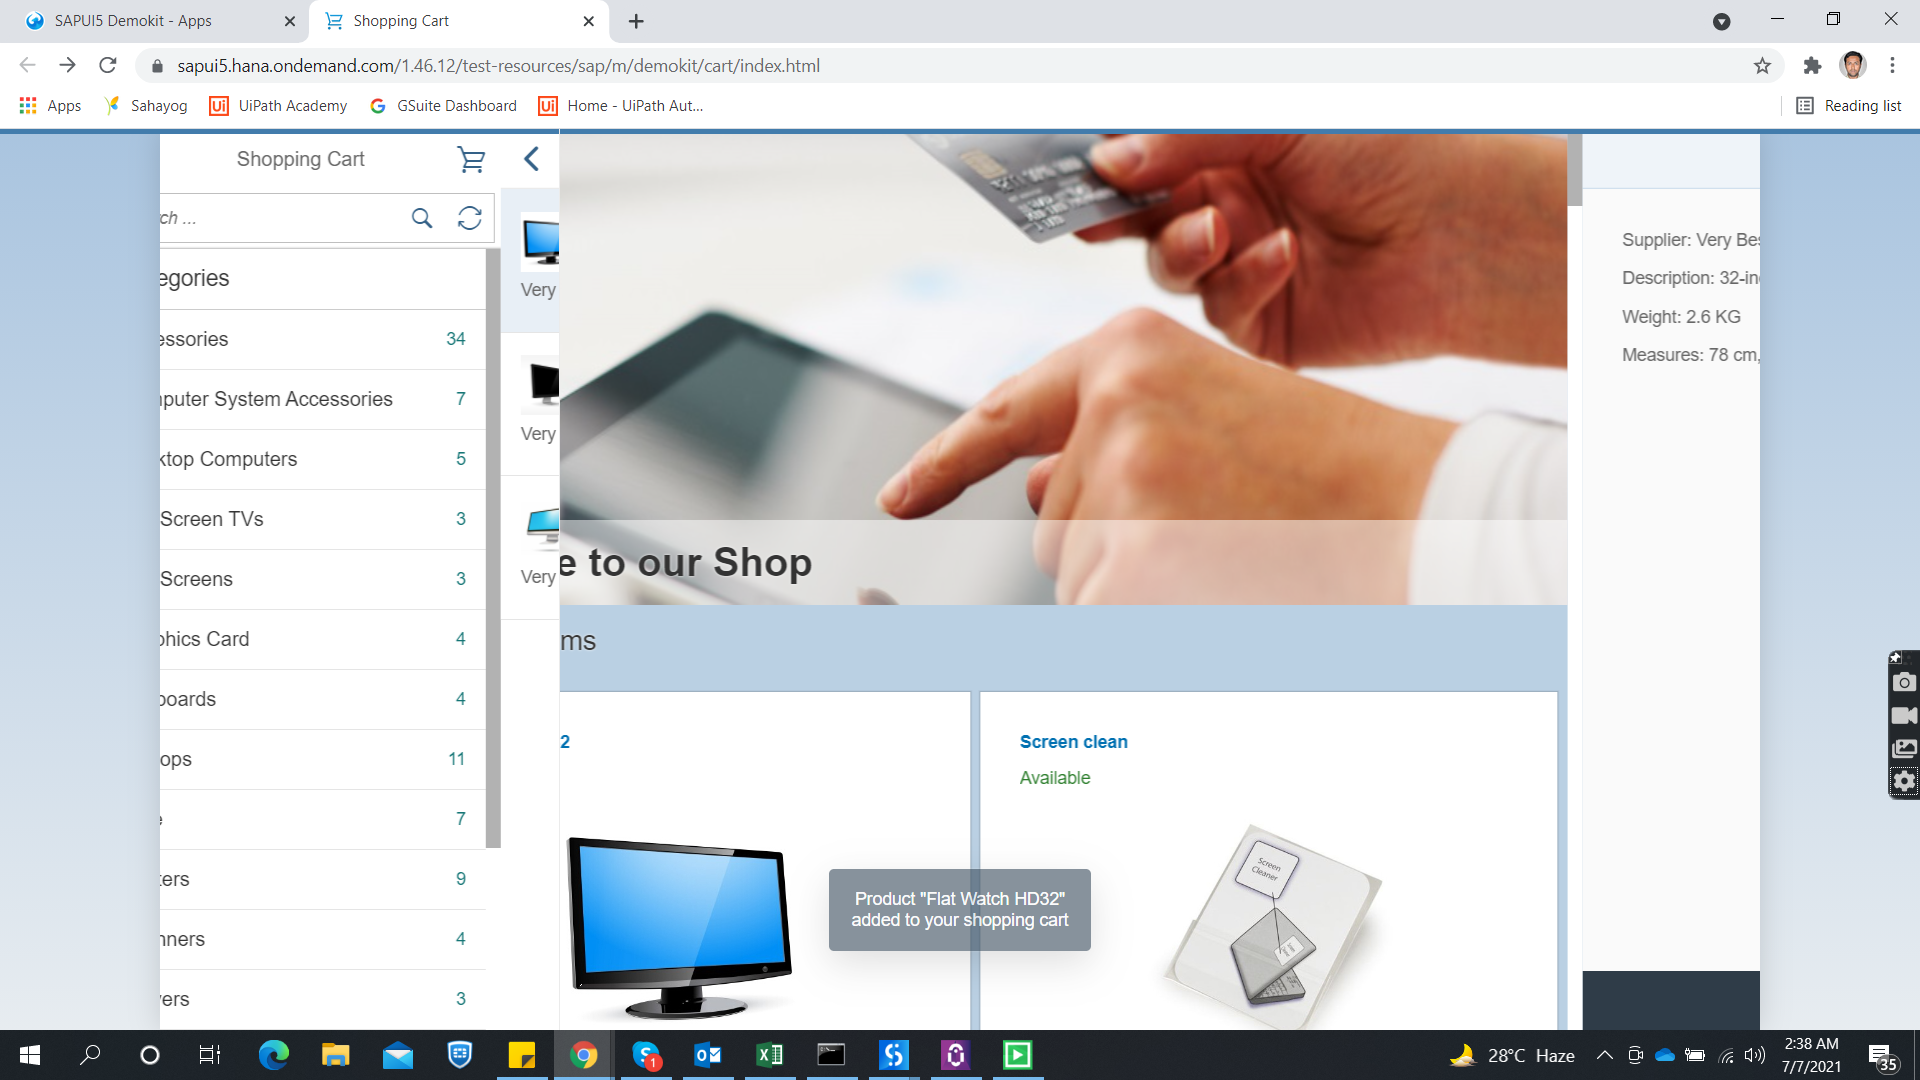 SAPUI5 Demokit - Apps
Shopping Cart
sapui5.hana.ondemand.com/1.46.12/test-resources/sap/m/demokit/cart/index.html
Apps
Sahayog
UiPath Academy
GSuite Dashboard
Home - UiPath Aut...
Reading list
Shopping Cart
ch ...
egories
essories 34
nputer System Accessories 7
ktop Computers 5
Screen TVs 3
Screens 3
phics Card 4
boards 4
ops 11
e 7
ters 9
nners 4
vers 3
Very
Very
Very
e to our Shop
ms
2
Screen clean
Available
Screen
Cleaner
Product "Flat Watch HD32"
added to your shopping cart
Supplier: Very Bes
Description: 32-in
Weight: 2.6 KG
Measures: 78 cm,
1
28°C Haze
2:38 AM
7/7/2021
35